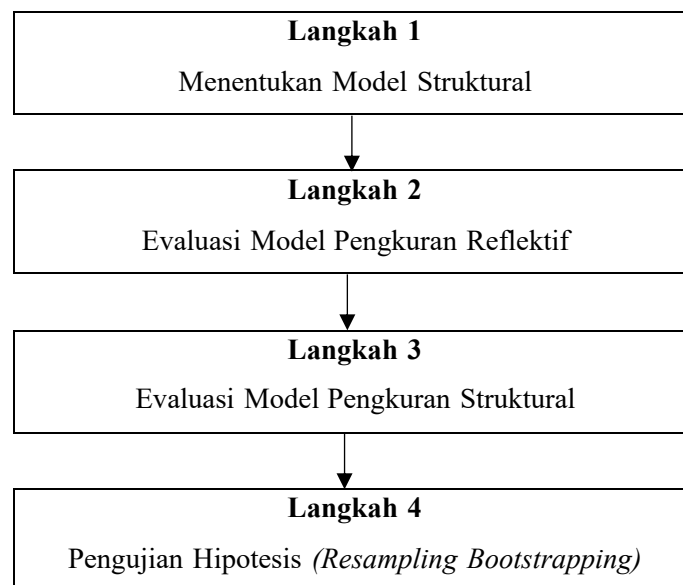 Langkah 1
Menentukan Model Struktural
Langkah 2
Evaluasi Model Pengkuran Reflektif
Langkah 3
Evaluasi Model Pengkuran Struktural
Langkah 4
Pengujian Hipotesis (Resampling Bootstrapping)